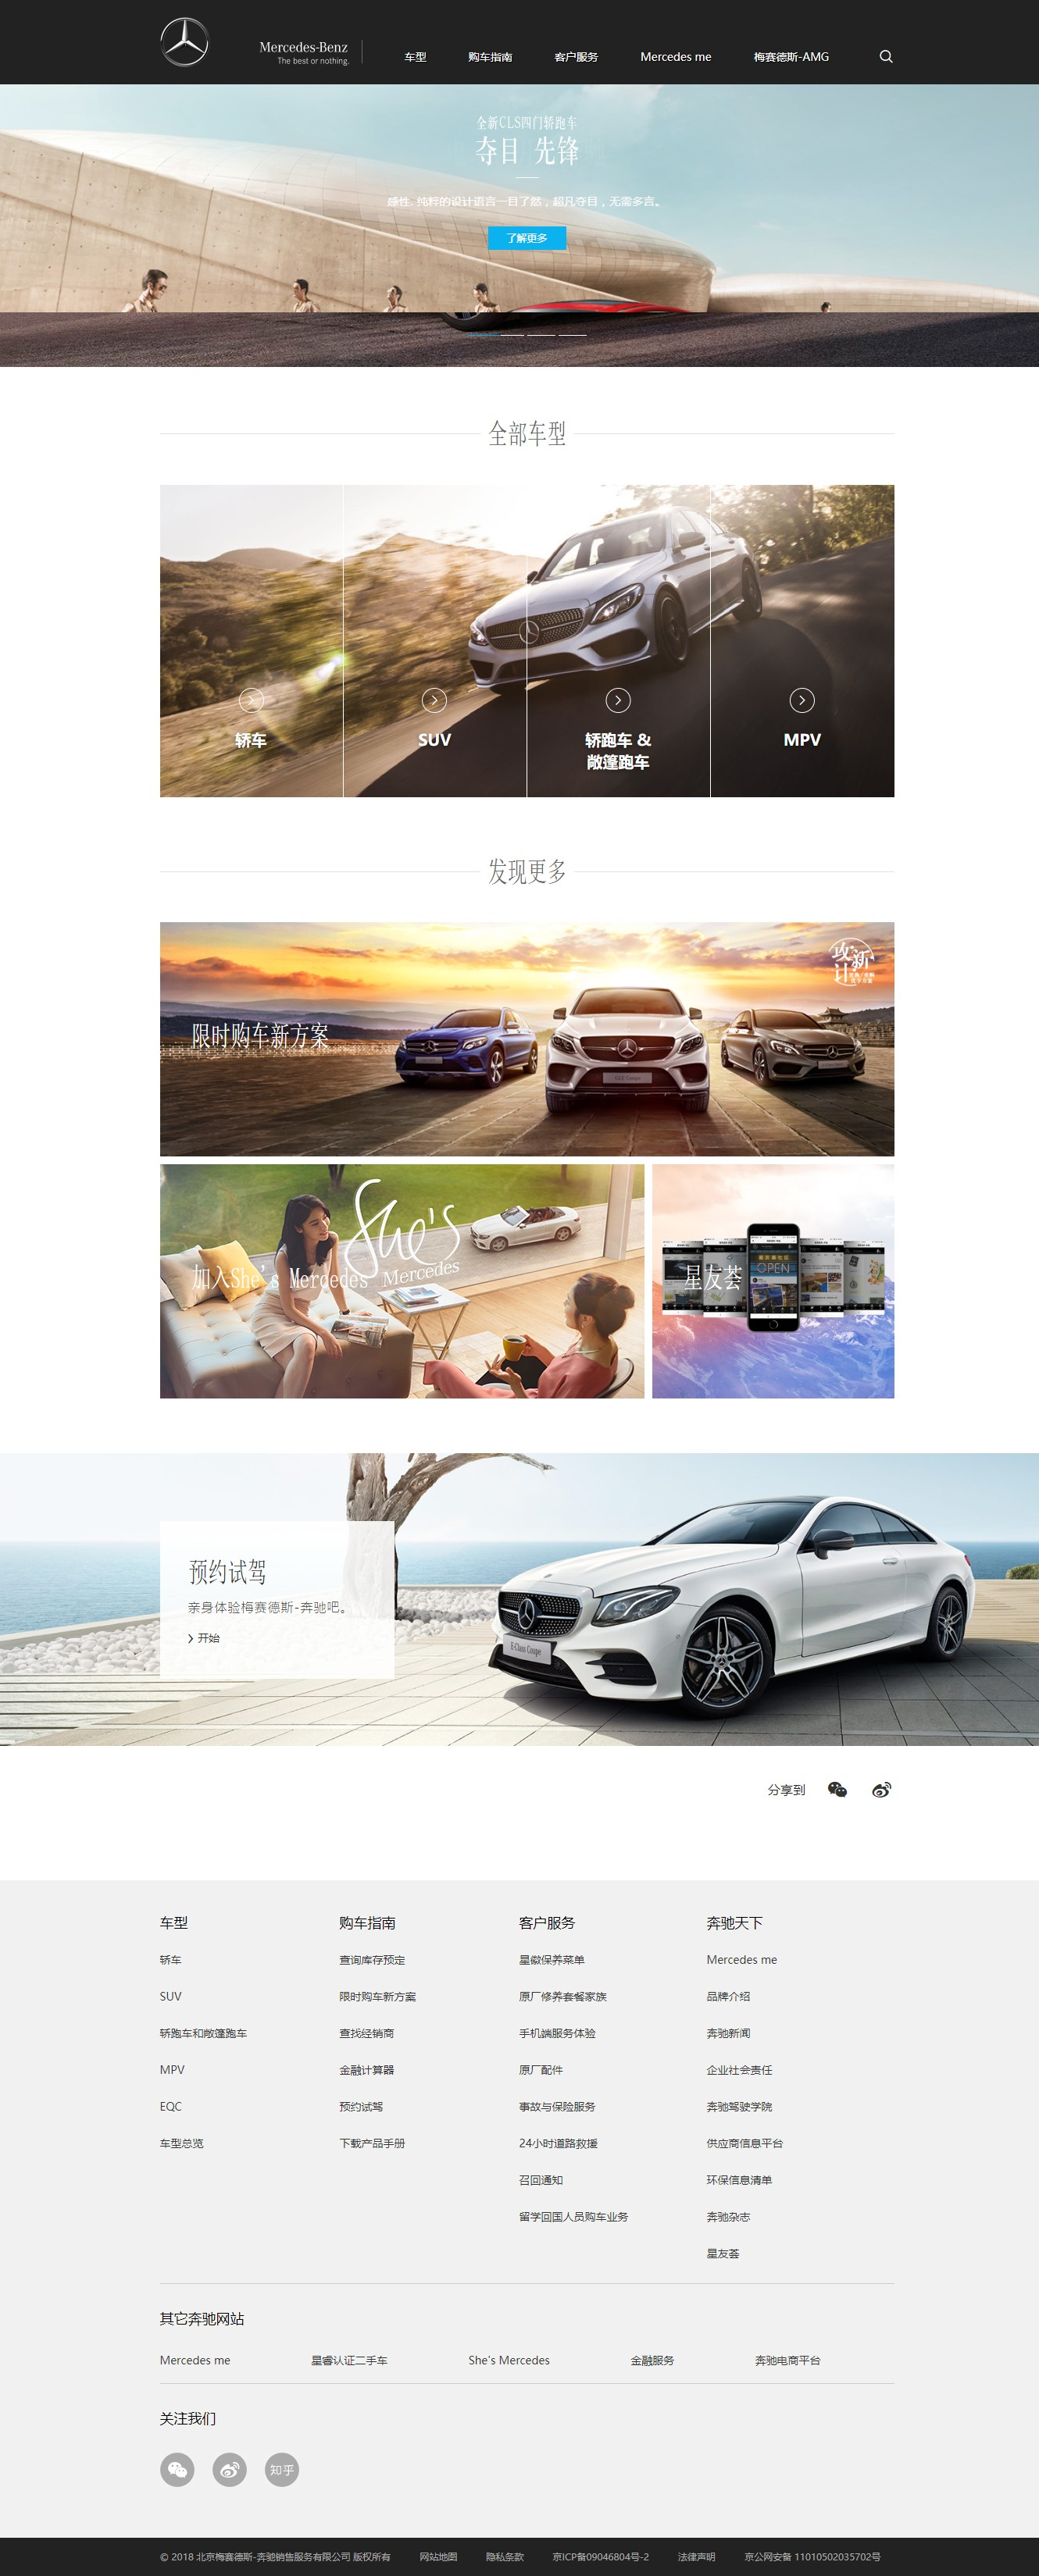 Mercedes-Benz
The best or nothing.
车型
购车指南
客户服务
Mercedes me
梅赛德斯-AMG
全新CLS四门轿跑车
夺目 先锋
感性、纯粹的设计语言一目了然，超凡夺目，无需多言。
了解更多
全部车型
轿车
SUV
轿跑车 &
敞篷跑车
MPV
发现更多
限时购车新方案
加入She's Mercedes
She's
Mercedes
星友荟
OPEN
预约试驾
亲身体验梅赛德斯-奔驰吧。
开始
E-Class Coupe
分享到
车型
轿车
SUV
轿跑车和敞篷跑车
MPV
EQC
车型总览
购车指南
查询库存预定
限时购车新方案
查找经销商
金融计算器
预约试驾
下载产品手册
客户服务
星徽保养菜单
原厂修养套餐家族
手机端服务体验
原厂配件
事故与保险服务
24小时道路救援
召回通知
留学回国人员购车业务
奔驰天下
Mercedes me
品牌介绍
奔驰新闻
企业社会责任
奔驰驾驶学院
供应商信息平台
环保信息清单
奔驰杂志
星友荟
其它奔驰网站
Mercedes me
星睿认证二手车
She's Mercedes
金融服务
奔驰电商平台
关注我们
知乎
© 2018 北京梅赛德斯-奔驰销售服务有限公司 版权所有
网站地图
隐私条款
京ICP备09046804号-2
法律声明
京公网安备 11010502035702号